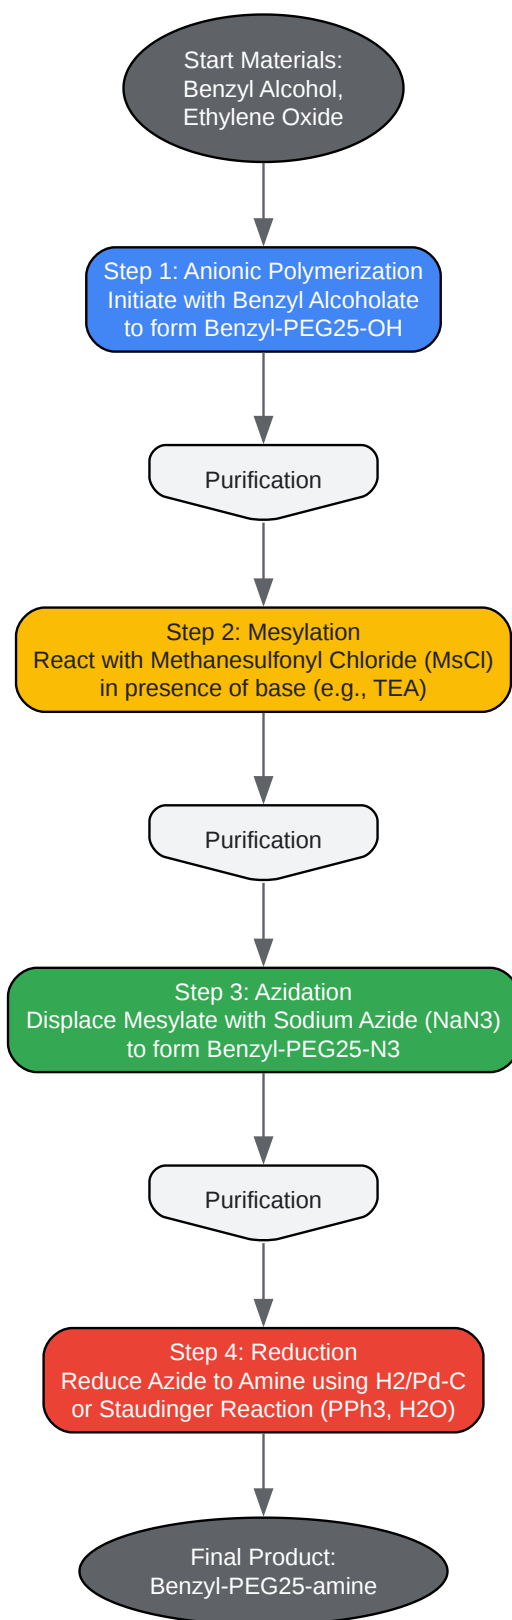 Start Materials:
Benzyl Alcohol,
Ethylene Oxide
Step 1: Anionic Polymerization
Initiate with Benzyl Alcoholate
to form Benzyl-PEG25-OH
Purification
Step 2: Mesylation
React with Methanesulfonyl Chloride (MsCl)
in presence of base (e.g., TEA)
Purification
Step 3: Azidation
Displace Mesylate with Sodium Azide (NaN3)
to form Benzyl-PEG25-N3
Purification
Step 4: Reduction
Reduce Azide to Amine using H2/Pd-C
or Staudinger Reaction (PPh3, H2O)
Final Product:
Benzyl-PEG25-amine